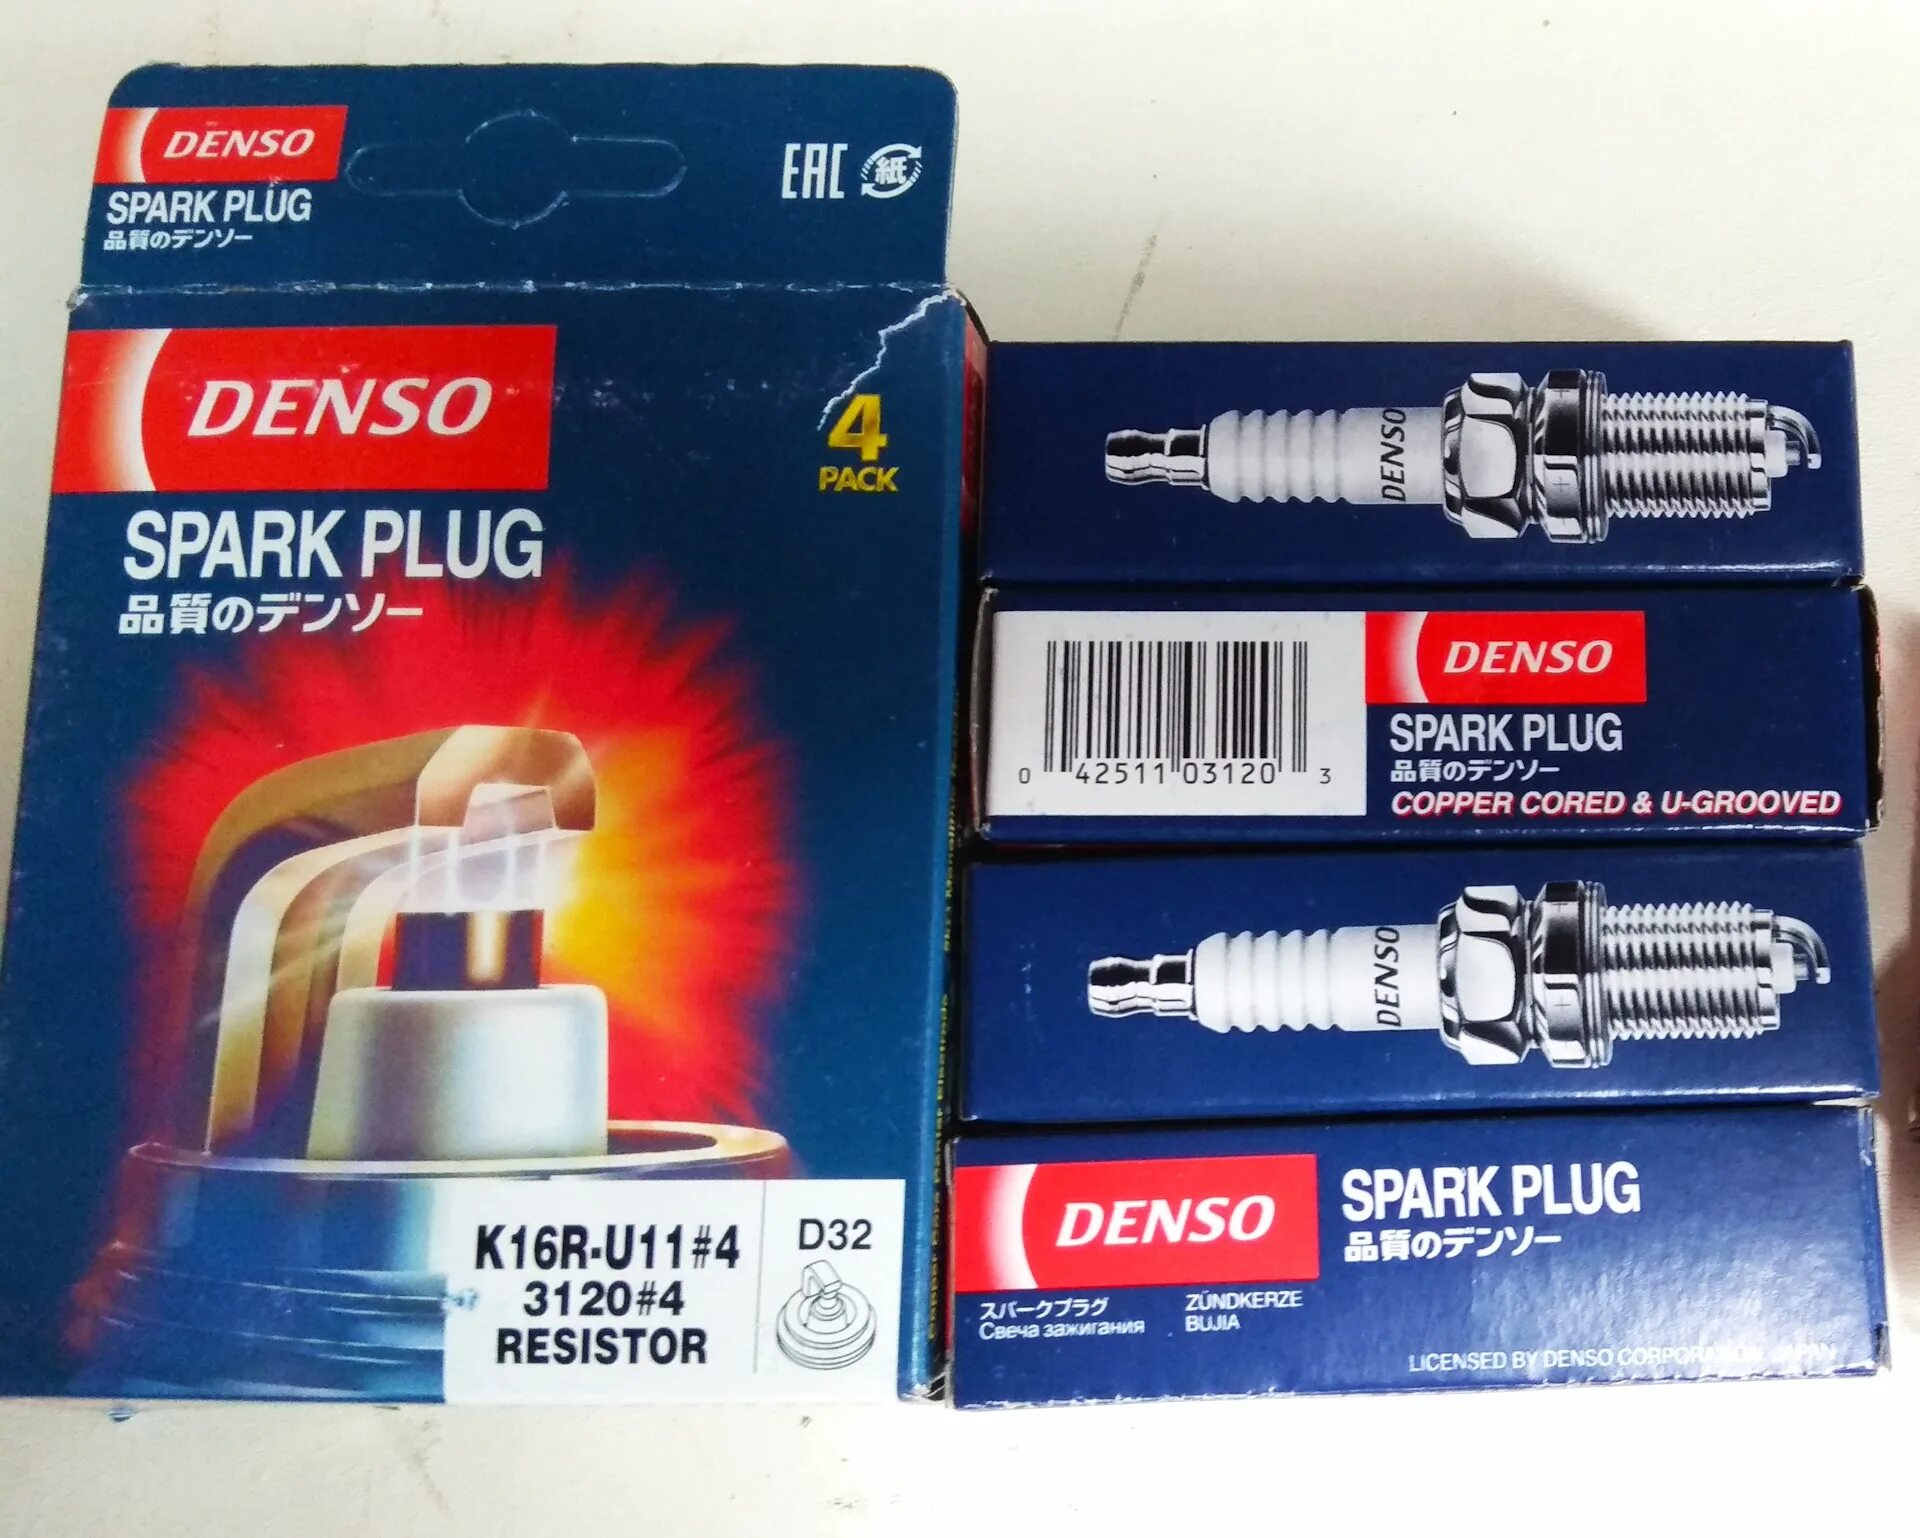 DENSO
SPARK PLUG
品質のデンソー
EAC 紙
DENSO
4
PACK
SPARK PLUG
品質のデンソー
K16R-U11#4
3120#4
RESISTOR
D32
DENSO
0 42511 03120 3
DENSO
SPARK PLUG
品質のデンソー
COPPER CORED & U-GROOVED
DENSO
DENSO
SPARK PLUG
品質のデンソー
スパークプラグ ZÜNDKERZE
Свеча зажигания BUJIA
LICENSED BY DENSO CORPORATION JAPAN